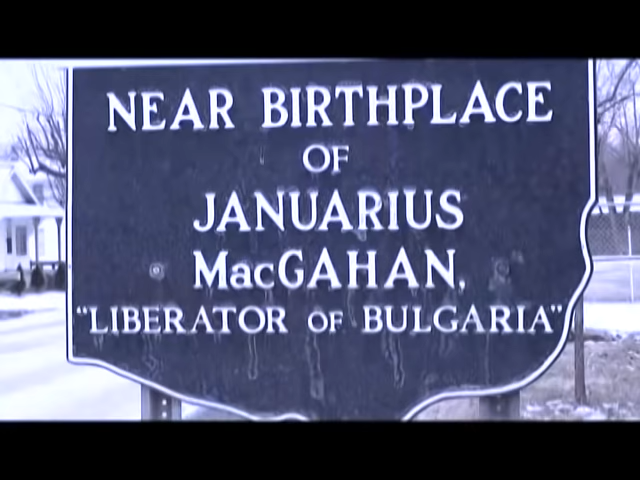 NEAR BIRTHPLACE
OF
JANUARIUS
MacGAHAN,
"LIBERATOR OF BULGARIA"